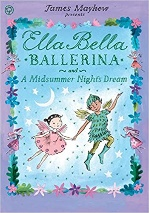 James Mayhew
presents
Ella Bella
BALLERINA
and
A Midsummer Night's Dream